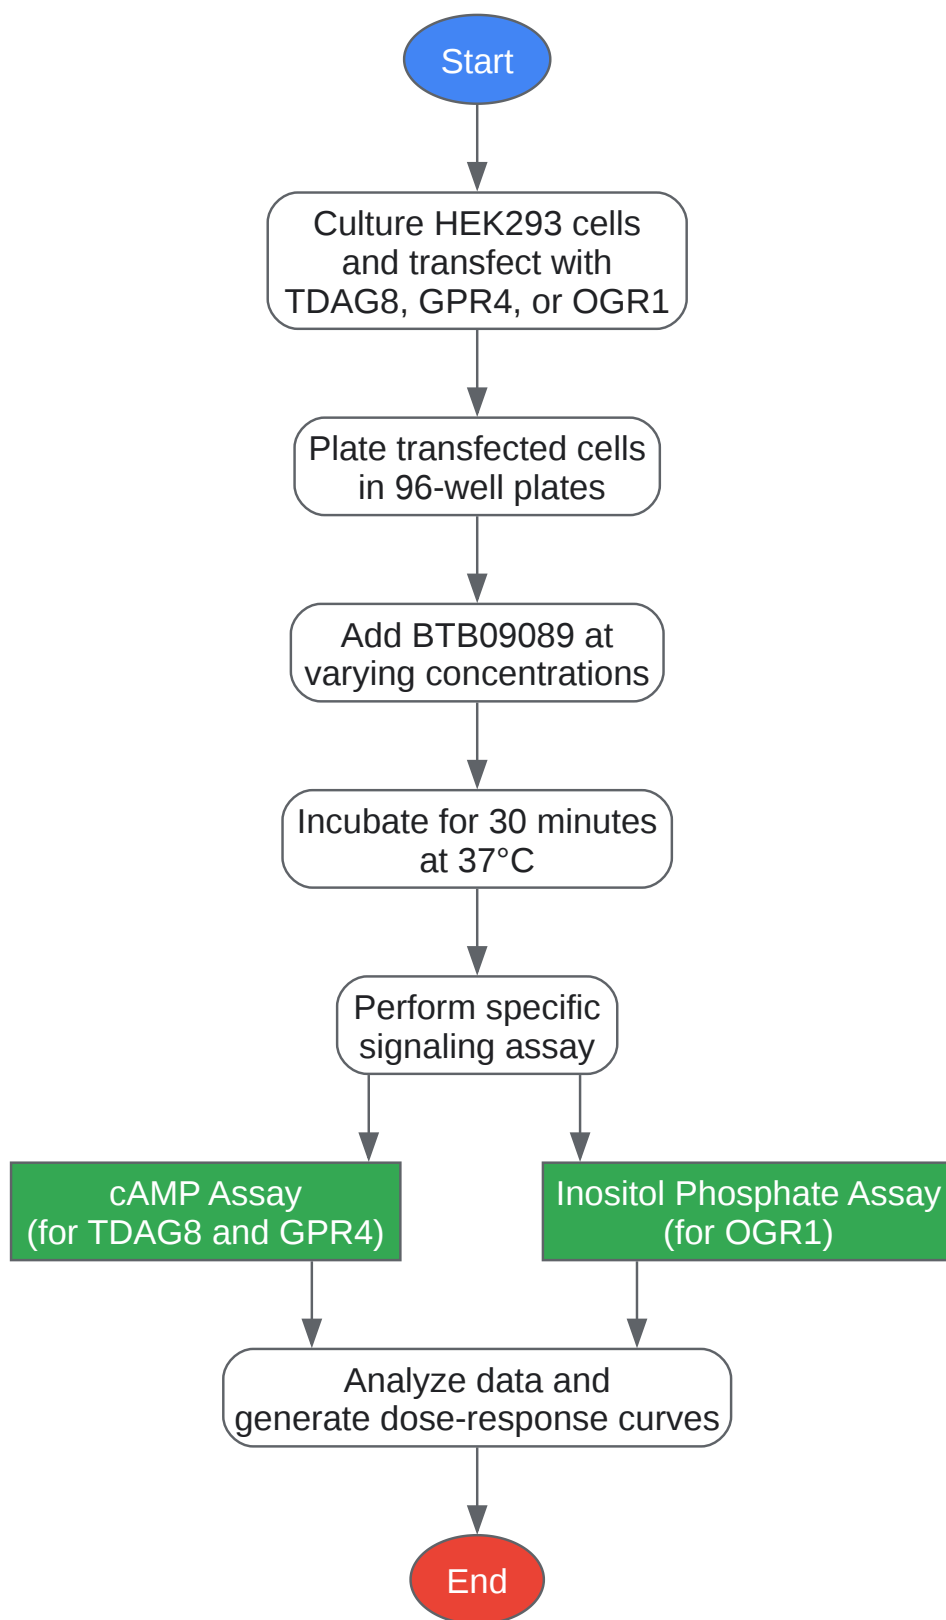 Start
Culture HEK293 cells
and transfect with
TDAG8, GPR4, or OGR1
Plate transfected cells
in 96-well plates
Add BTB09089 at
varying concentrations
Incubate for 30 minutes
at 37°C
Perform specific
signaling assay
cAMP Assay
(for TDAG8 and GPR4)
Inositol Phosphate Assay
(for OGR1)
Analyze data and
generate dose-response curves
End